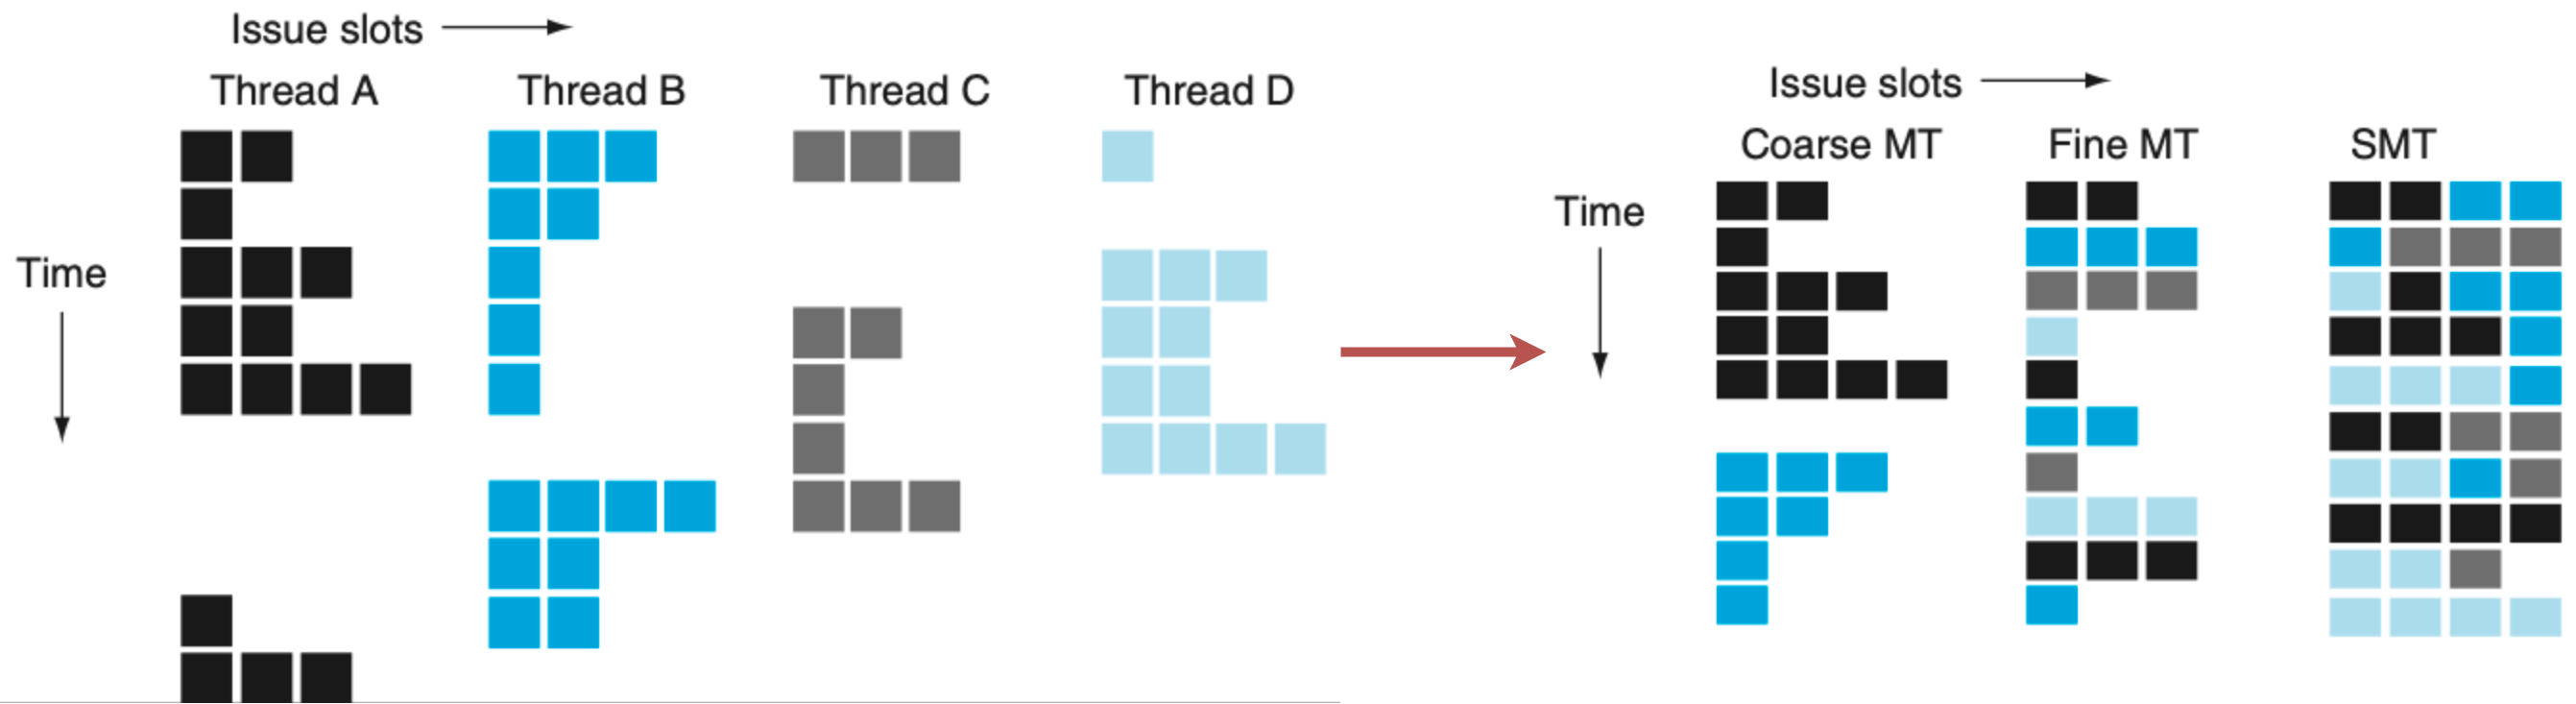 Issue slots
Thread A
Thread B
Thread C
Thread D
Time
Issue slots
Coarse MT
Fine MT
SMT
Time